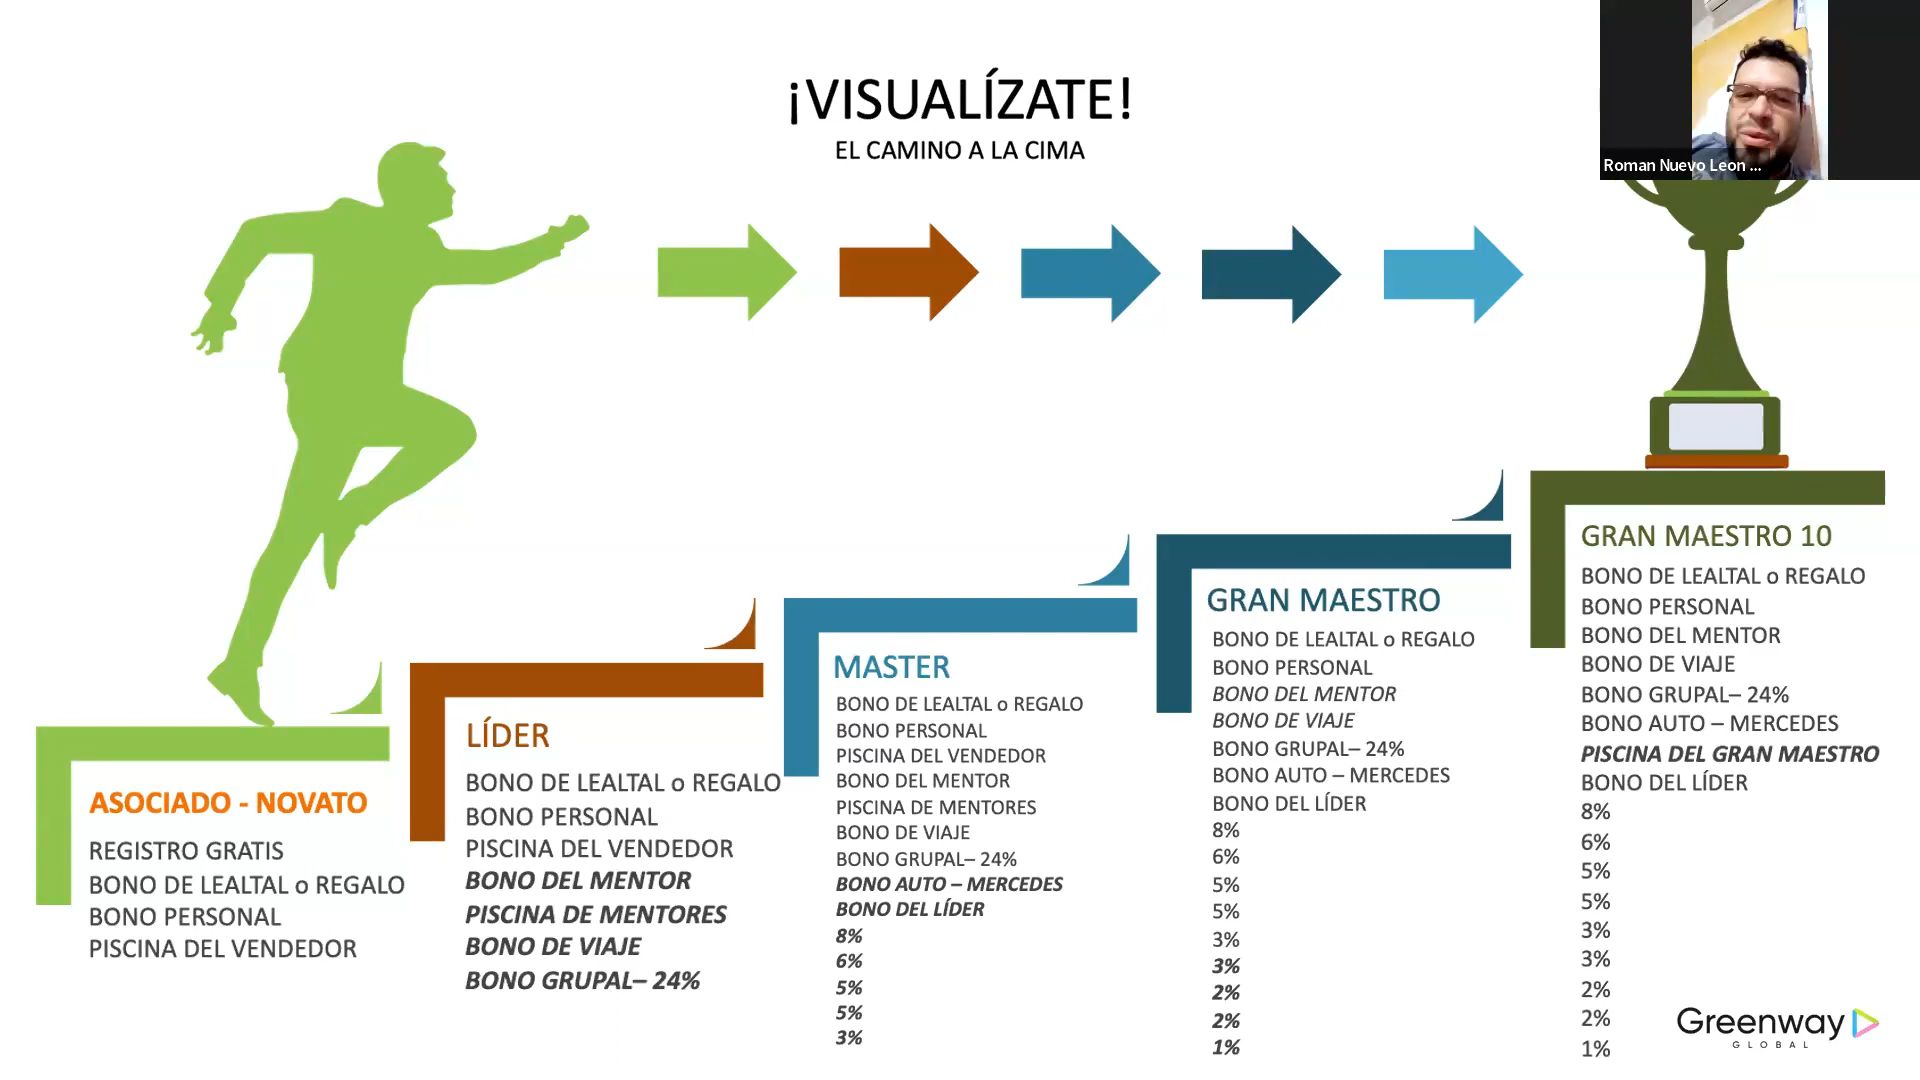 ¡VISUALÍZATE!
EL CAMINO A LA CIMA
Roman Nuevo Leon ...
ASOCIADO - NOVATO
REGISTRO GRATIS
BONO DE LEALTAL o REGALO
BONO PERSONAL
PISCINA DEL VENDEDOR
LÍDER
BONO DE LEALTAL o REGALO
BONO PERSONAL
PISCINA DEL VENDEDOR
BONO DEL MENTOR
PISCINA DE MENTORES
BONO DE VIAJE
BONO GRUPAL– 24%
MASTER
BONO DE LEALTAL o REGALO
BONO PERSONAL
PISCINA DEL VENDEDOR
BONO DEL MENTOR
PISCINA DE MENTORES
BONO DE VIAJE
BONO GRUPAL– 24%
BONO AUTO – MERCEDES
BONO DEL LÍDER
8%
6%
5%
5%
3%
GRAN MAESTRO
BONO DE LEALTAL o REGALO
BONO PERSONAL
BONO DEL MENTOR
BONO DE VIAJE
BONO GRUPAL– 24%
BONO AUTO – MERCEDES
BONO DEL LÍDER
8%
6%
5%
5%
3%
3%
2%
2%
1%
GRAN MAESTRO 10
BONO DE LEALTAL o REGALO
BONO PERSONAL
BONO DEL MENTOR
BONO DE VIAJE
BONO GRUPAL– 24%
BONO AUTO – MERCEDES
PISCINA DEL GRAN MAESTRO
BONO DEL LÍDER
8%
6%
5%
5%
3%
3%
2%
2%
1%
Greenway
GLOBAL